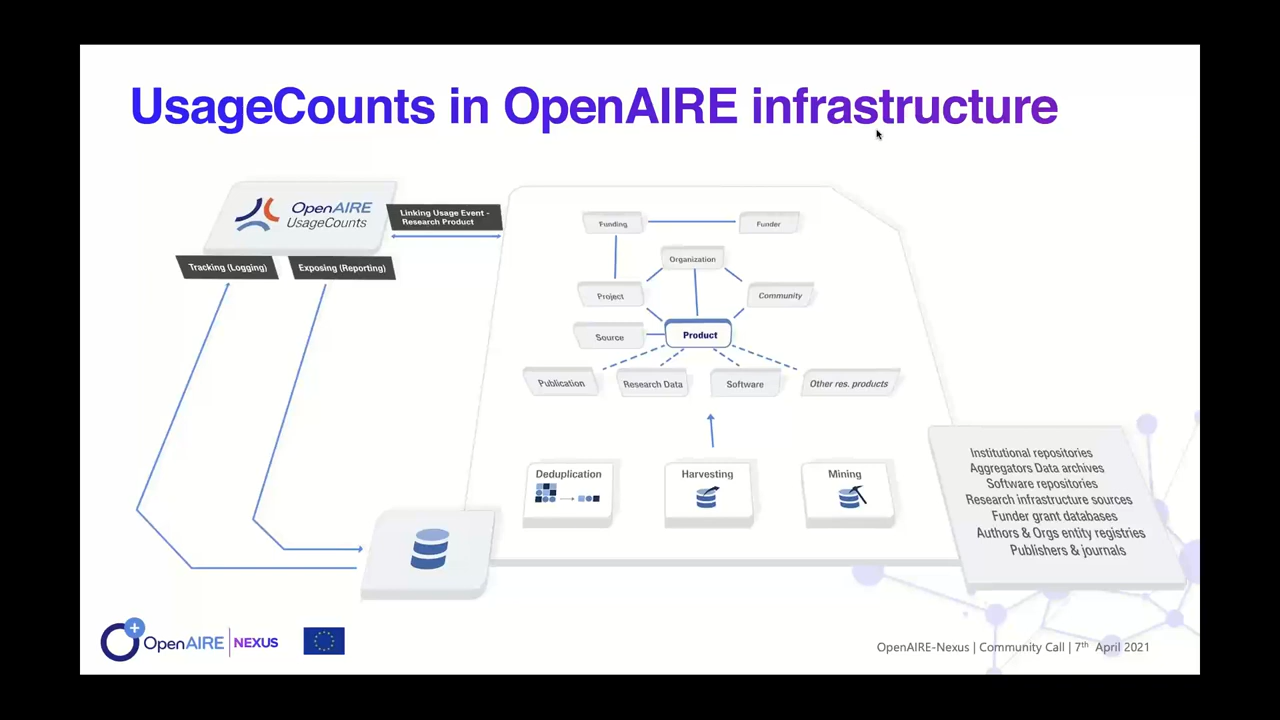 UsageCounts in OpenAIRE infrastructure
OpenAIRE
UsageCounts
Linking Usage Event -
Research Product
Tracking (Logging)
Exposing (Reporting)
Funding
Funder
Organization
Project
Community
Source
Product
Publication
Research Data
Software
Other res. products
Deduplication
Harvesting
Mining
Institutional repositories
Aggregators Data archives
Software repositories
Research infrastructure sources
Funder grant databases
Authors & Orgs entity registries
Publishers & journals
OpenAIRE | NEXUS
OpenAIRE-Nexus | Community Call | 7th April 2021